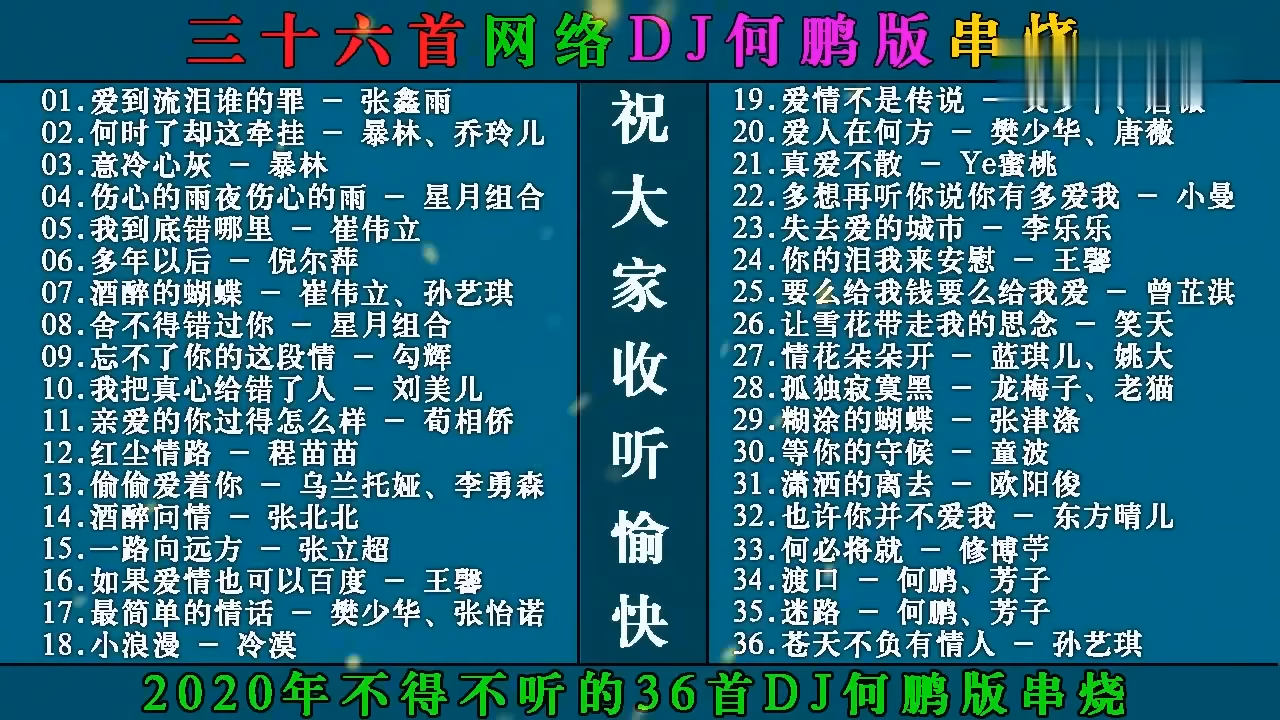 三十六首网络DJ何鹏版串烧
01.爱到流泪谁的罪 — 张鑫雨
02.何时了却这牵挂 — 暴林、乔玲儿
03.意冷心灰 — 暴林
04.伤心的雨夜伤心的雨 — 星月组合
05.我到底错哪里 — 崔伟立
06.多年以后 — 倪尔萍
07.酒醉的蝴蝶 — 崔伟立、孙艺琪
08.舍不得错过你 — 星月组合
09.忘不了你的这段情 — 勾辉
10.我把真心给错了人 — 刘美儿
11.亲爱的你过得怎么样 — 荀相侨
12.红尘情路 — 程苗苗
13.偷偷爱着你 — 乌兰托娅、李勇森
14.酒醉问情 — 张北北
15.一路向远方 — 张立超
16.如果爱情也可以百度 — 王馨
17.最简单的情话 — 樊少华、张怡诺
18.小浪漫 — 冷漠
祝大家收听愉快
19.爱情不是传说 —
20.爱人在何方 — 樊少华、唐薇
21.真爱不散 — Ye蜜桃
22.多想再听你说你有多爱我 — 小曼
23.失去爱的城市 — 李乐乐
24.你的泪我来安慰 — 王馨
25.要么给我钱要么给我爱 — 曾芷淇
26.让雪花带走我的思念 — 笑天
27.情花朵朵开 — 蓝琪儿、姚大
28.孤独寂寞黑 — 龙梅子、老猫
29.糊涂的蝴蝶 — 张津涤
30.等你的守候 — 童波
31.潇洒的离去 — 欧阳俊
32.也许你并不爱我 — 东方晴儿
33.何必将就 — 修博苧
34.渡口 — 何鹏、芳子
35.迷路 — 何鹏、芳子
36.苍天不负有情人 — 孙艺琪
2020年不得不听的36首DJ何鹏版串烧